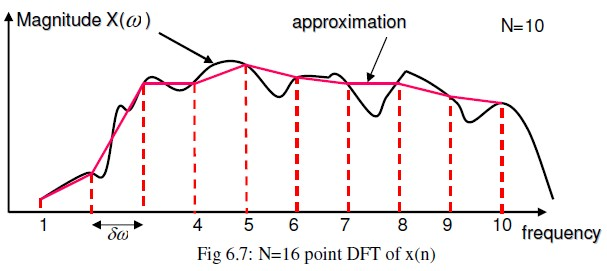 Magnitude X(ω)
approximation
N=10
1
δω
4
5
6
7
8
9
10
frequency
Fig 6.7: N=16 point DFT of x(n)